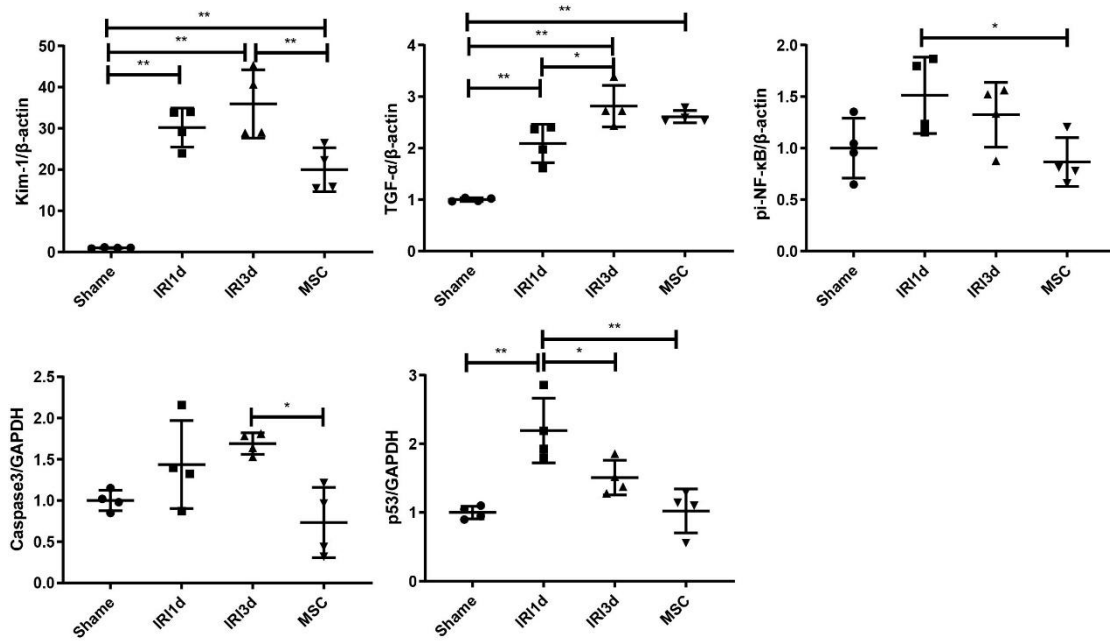 **
**
**
**
Kim-1/β-actin
50
40
30
20
10
0
Shame
IRI1d
IRI3d
MSC
**
**
*
**
TGF-α/β-actin
4
3
2
1
0
Shame
IRI1d
IRI3d
MSC
*
pi-NF-κB/β-actin
2.0
1.5
1.0
0.5
0.0
Shame
IRI1d
IRI3d
MSC
*
Caspase3/GAPDH
2.5
2.0
1.5
1.0
0.5
0.0
Shame
IRI1d
IRI3d
MSC
**
**
*
p53/GAPDH
3
2
1
0
Shame
IRI1d
IRI3d
MSC